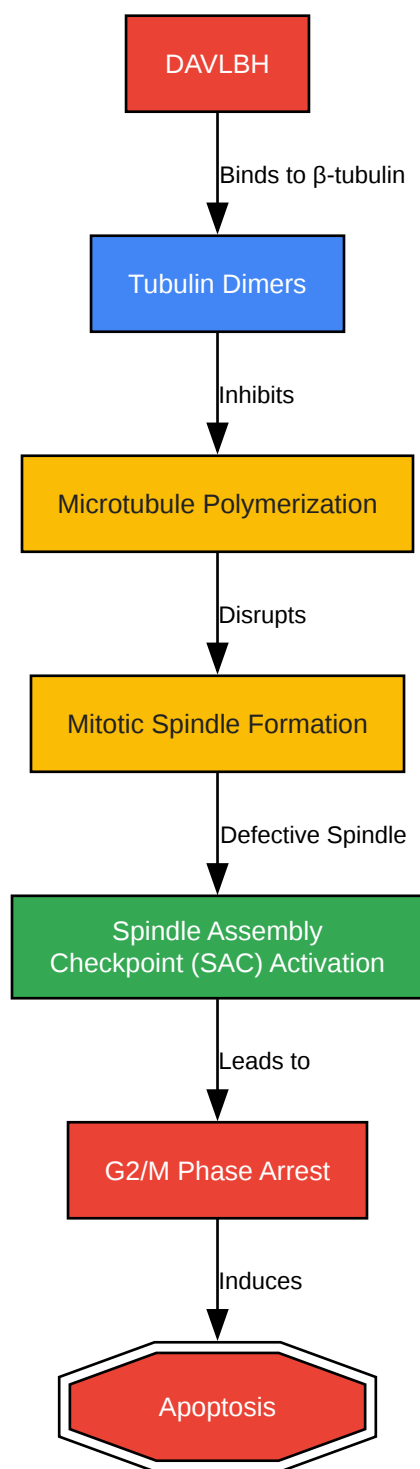 DAVLBH
Binds to β-tubulin
Tubulin Dimers
Inhibits
Microtubule Polymerization
Disrupts
Mitotic Spindle Formation
Defective Spindle
Spindle Assembly
Checkpoint (SAC) Activation
Leads to
G2/M Phase Arrest
Induces
Apoptosis